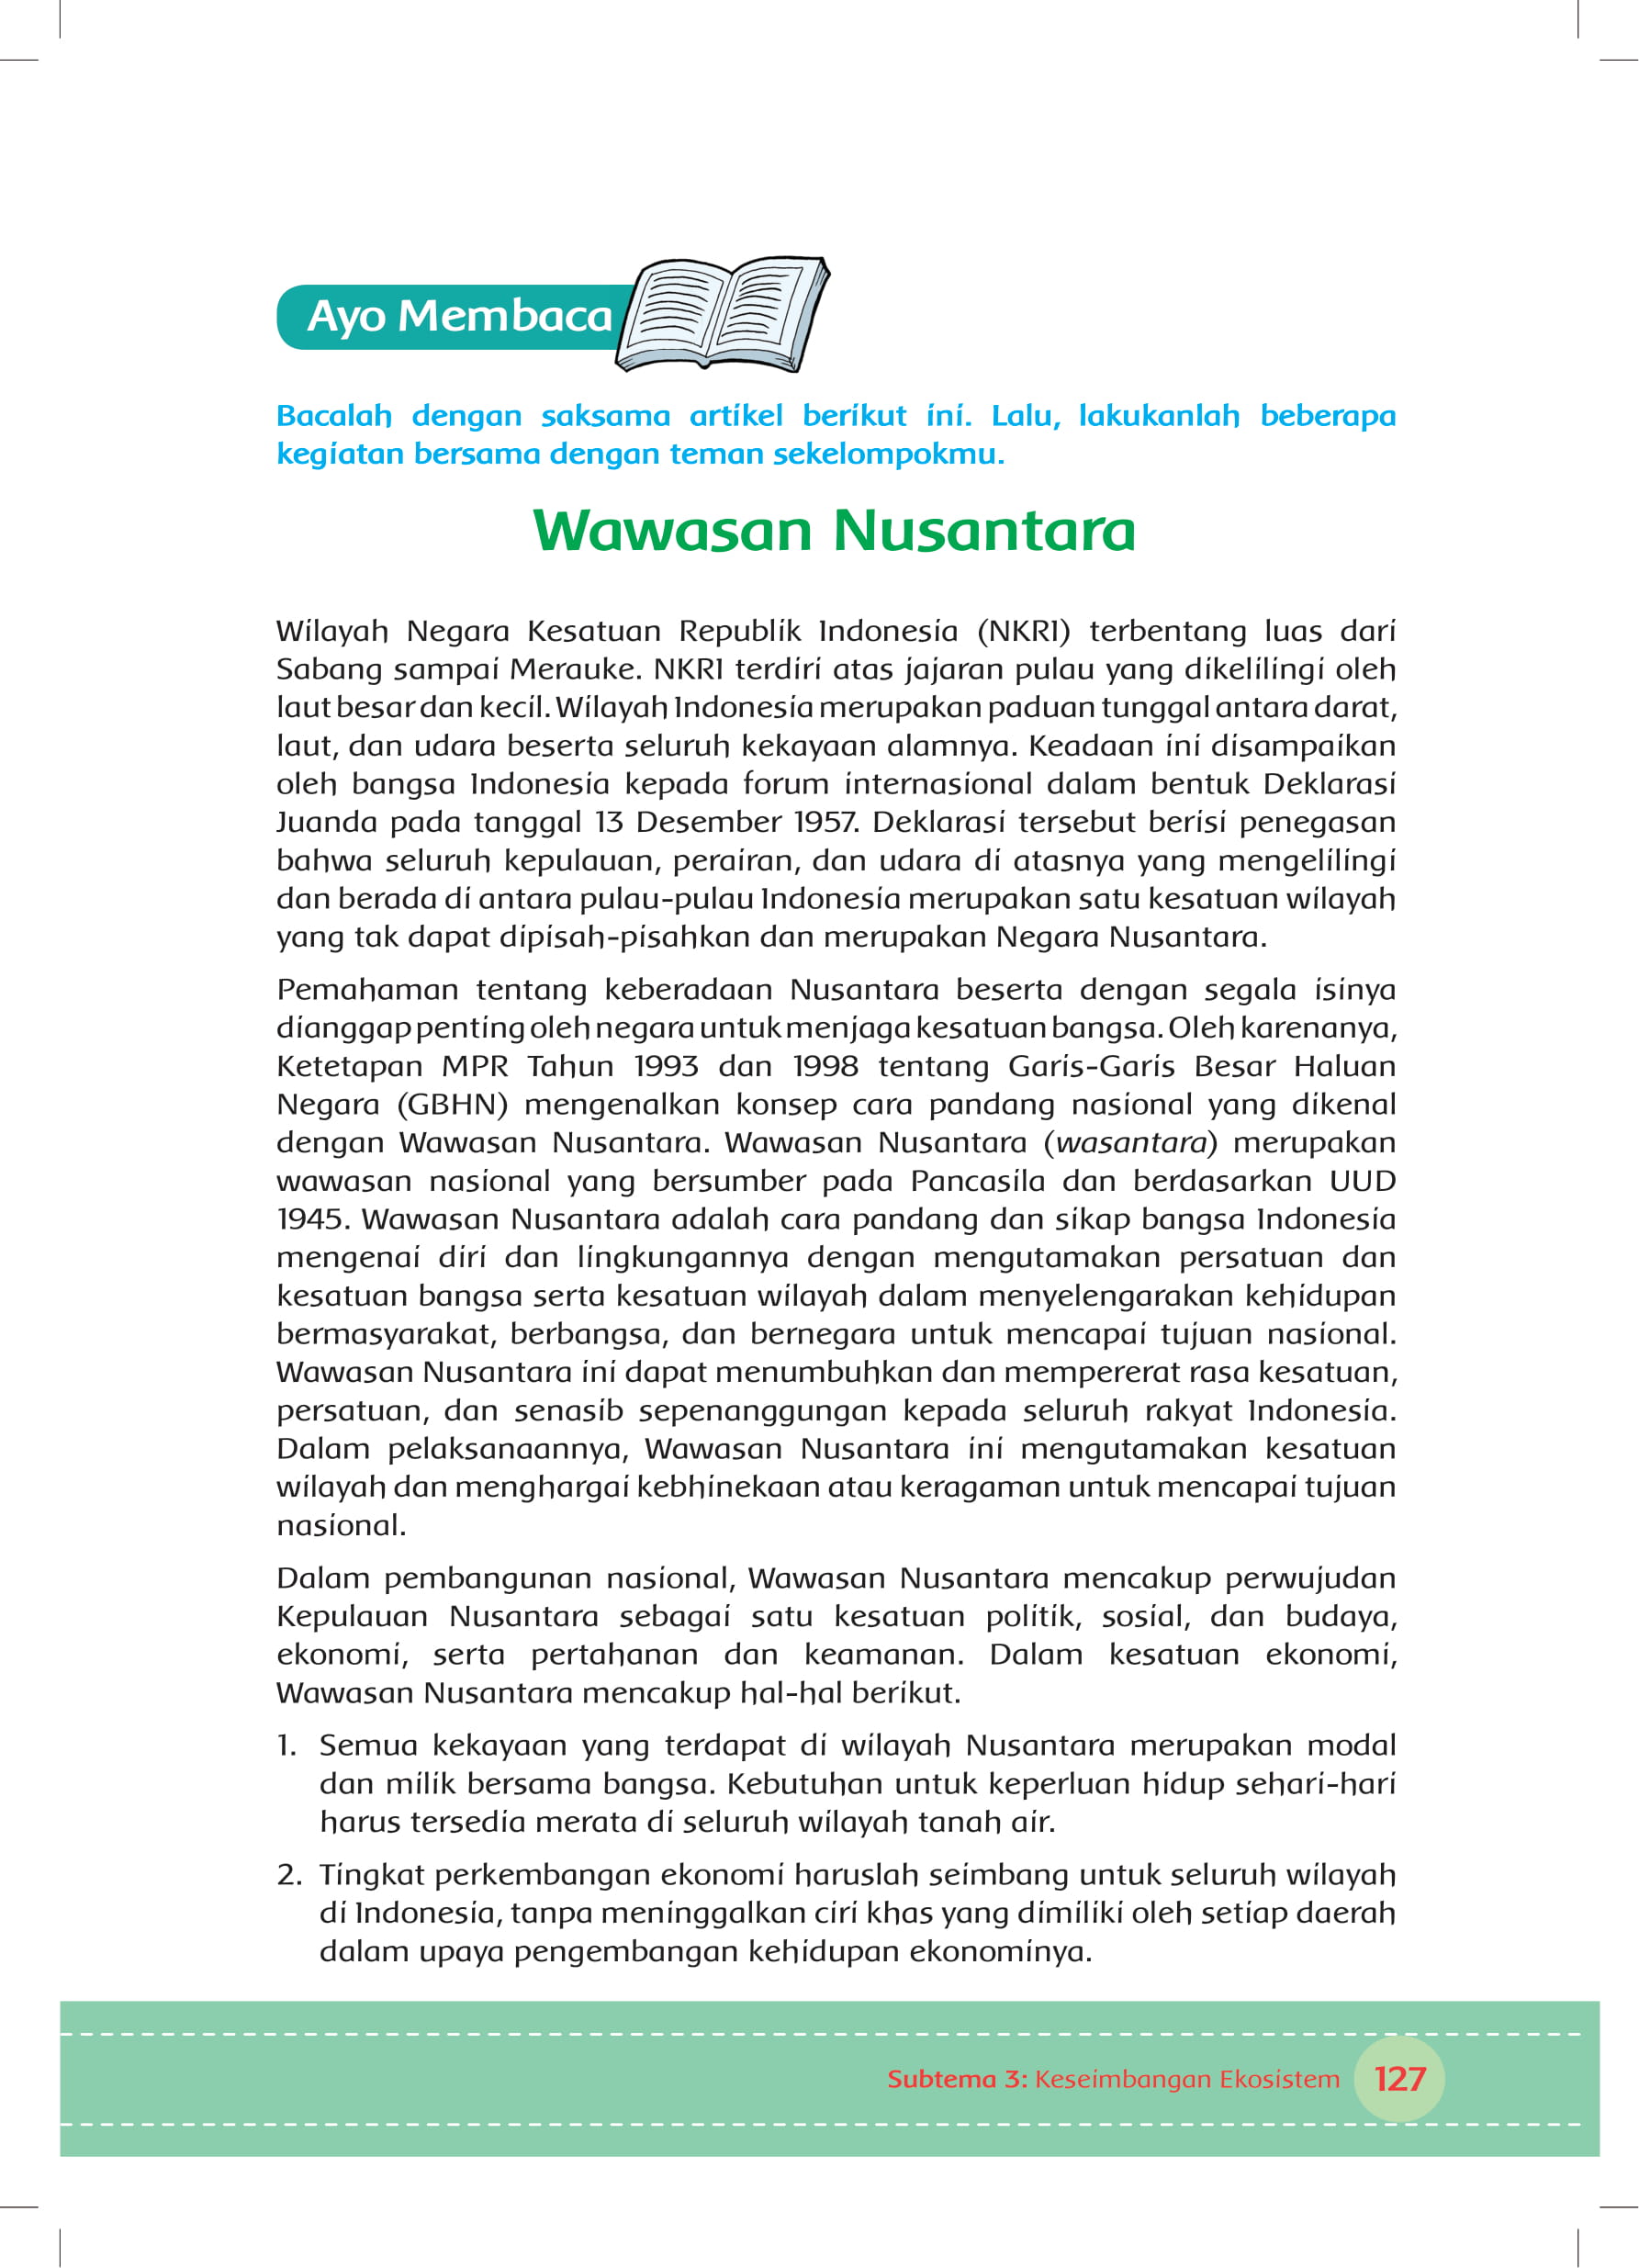 Ayo Membaca
Bacalah dengan saksama artikel berikut ini. Lalu, lakukanlah beberapa
kegiatan bersama dengan teman sekelompokmu.
Wawasan Nusantara
Wilayah Negara Kesatuan Republik Indonesia (NKRI) terbentang luas dari
Sabang sampai Merauke. NKRI terdiri atas jajaran pulau yang dikelilingi oleh
laut besar dan kecil. Wilayah Indonesia merupakan paduan tunggal antara darat,
laut, dan udara beserta seluruh kekayaan alamnya. Keadaan ini disampaikan
oleh bangsa Indonesia kepada forum internasional dalam bentuk Deklarasi
Juanda pada tanggal 13 Desember 1957. Deklarasi tersebut berisi penegasan
bahwa seluruh kepulauan, perairan, dan udara di atasnya yang mengelilingi
dan berada di antara pulau-pulau Indonesia merupakan satu kesatuan wilayah
yang tak dapat dipisah-pisahkan dan merupakan Negara Nusantara.
Pemahaman tentang keberadaan Nusantara beserta dengan segala isinya
dianggap penting oleh negara untuk menjaga kesatuan bangsa. Oleh karenanya,
Ketetapan MPR Tahun 1993 dan 1998 tentang Garis-Garis Besar Haluan
Negara (GBHN) mengenalkan konsep cara pandang nasional yang dikenal
dengan Wawasan Nusantara. Wawasan Nusantara (wasantara) merupakan
wawasan nasional yang bersumber pada Pancasila dan berdasarkan UUD
1945. Wawasan Nusantara adalah cara pandang dan sikap bangsa Indonesia
mengenai diri dan lingkungannya dengan mengutamakan persatuan dan
kesatuan bangsa serta kesatuan wilayah dalam menyelengarakan kehidupan
bermasyarakat, berbangsa, dan bernegara untuk mencapai tujuan nasional.
Wawasan Nusantara ini dapat menumbuhkan dan mempererat rasa kesatuan,
persatuan, dan senasib sepenanggungan kepada seluruh rakyat Indonesia.
Dalam pelaksanaannya, Wawasan Nusantara ini mengutamakan kesatuan
wilayah dan menghargai kebhinekaan atau keragaman untuk mencapai tujuan
nasional.
Dalam pembangunan nasional, Wawasan Nusantara mencakup perwujudan
Kepulauan Nusantara sebagai satu kesatuan politik, sosial, dan budaya,
ekonomi, serta pertahanan dan keamanan. Dalam kesatuan ekonomi,
Wawasan Nusantara mencakup hal-hal berikut.
1. Semua kekayaan yang terdapat di wilayah Nusantara merupakan modal
dan milik bersama bangsa. Kebutuhan untuk keperluan hidup sehari-hari
harus tersedia merata di seluruh wilayah tanah air.
2. Tingkat perkembangan ekonomi haruslah seimbang untuk seluruh wilayah
di Indonesia, tanpa meninggalkan ciri khas yang dimiliki oleh setiap daerah
dalam upaya pengembangan kehidupan ekonominya.
Subtema 3: Keseimbangan Ekosistem 127